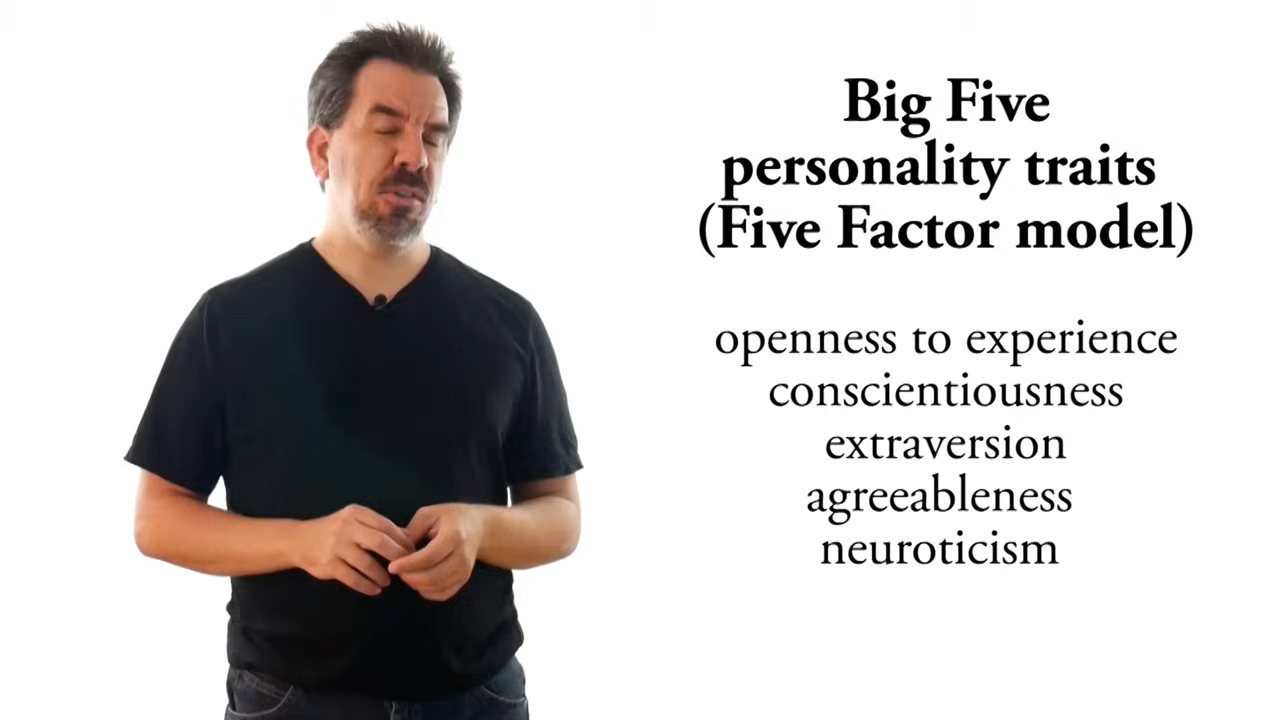 Big Five
personality traits
(Five Factor model)
openness to experience
conscientiousness
extraversion
agreeableness
neuroticism